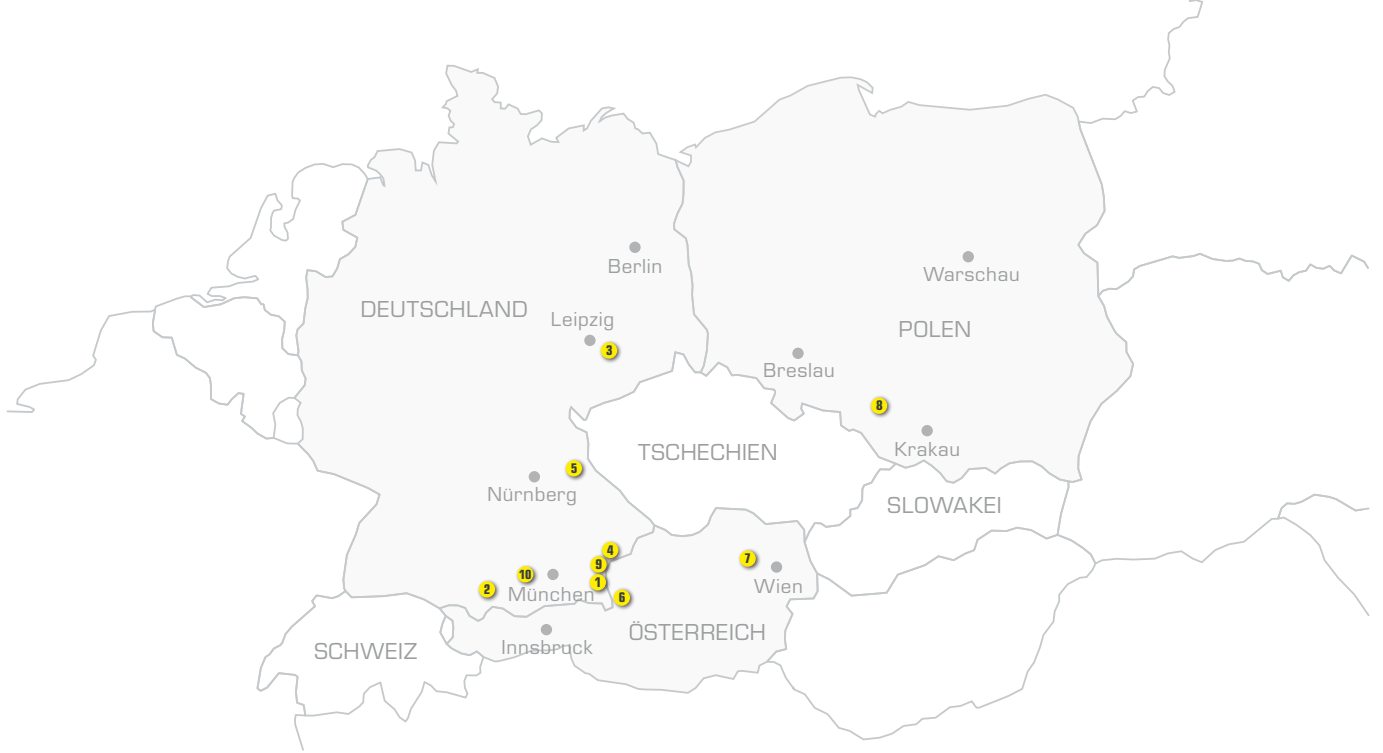 Berlin
Warschau
DEUTSCHLAND
Leipzig
POLEN
3
Breslau
8
Krakau
TSCHECHIEN
5
Nürnberg
SLOWAKEI
4
7
9
10
1
2
München
Wien
6
ÖSTERREICH
Innsbruck
SCHWEIZ